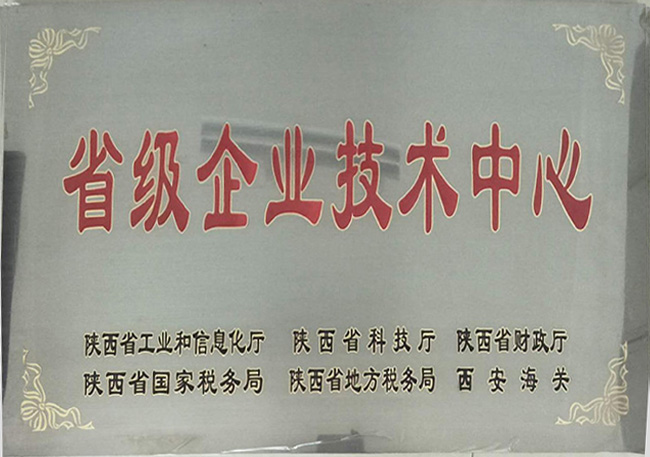 省级企业技术中心
陕西省工业和信息化厅 陕西省科技厅 陕西省财政厅
陕西省国家税务局 陕西省地方税务局 西安海关